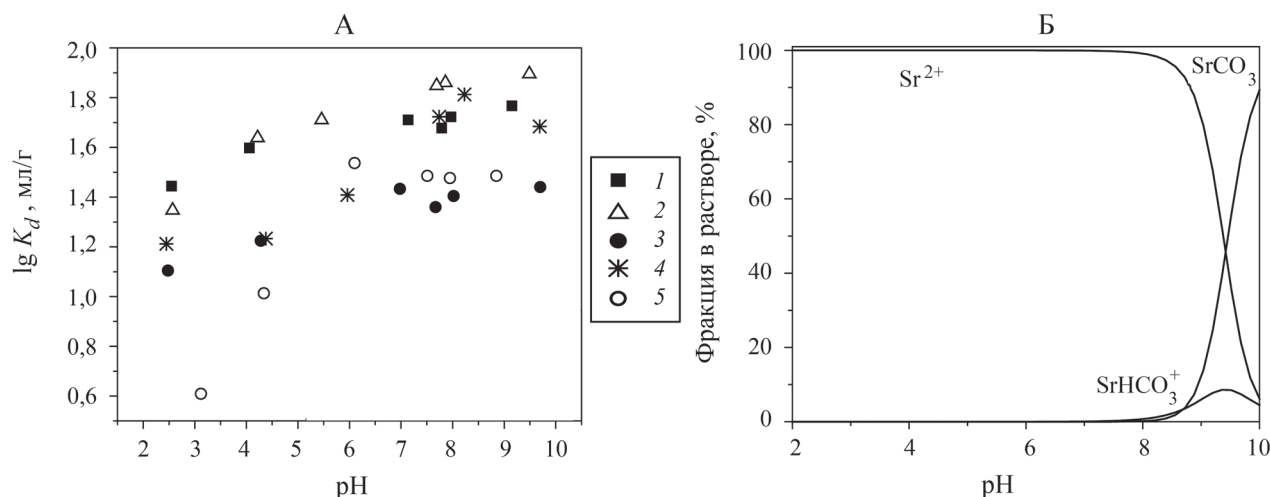 А
lg K_d, мл/г
2,0
1,8
1,6
1,4
1,2
1,0
0,8
0,6
2 3 4 5 6 7 8 9 10
pH
1
2
3
4
5
Б
Фракция в растворе, %
100
80
60
40
20
0
Sr²⁺
SrCO₃
SrHCO₃⁺
2 4 6 8 10
pH